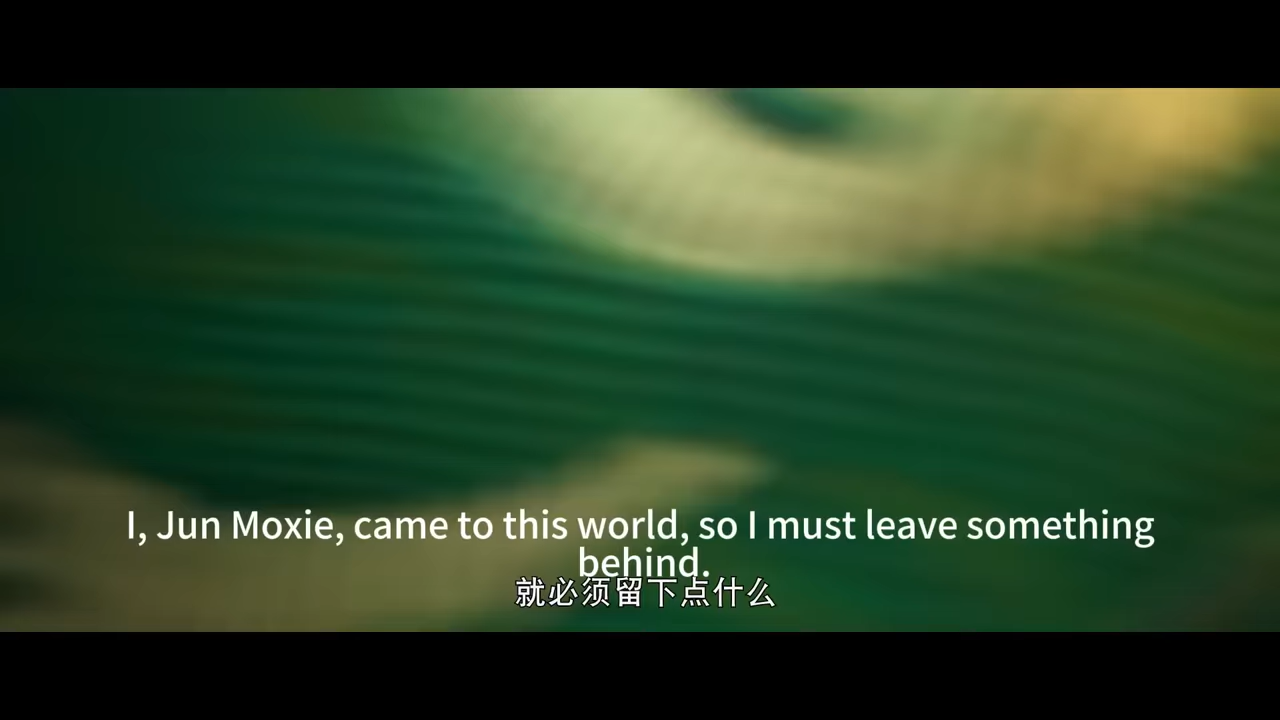 I, Jun Moxie, came to this world, so I must leave something
behind.
就必须留下点什么